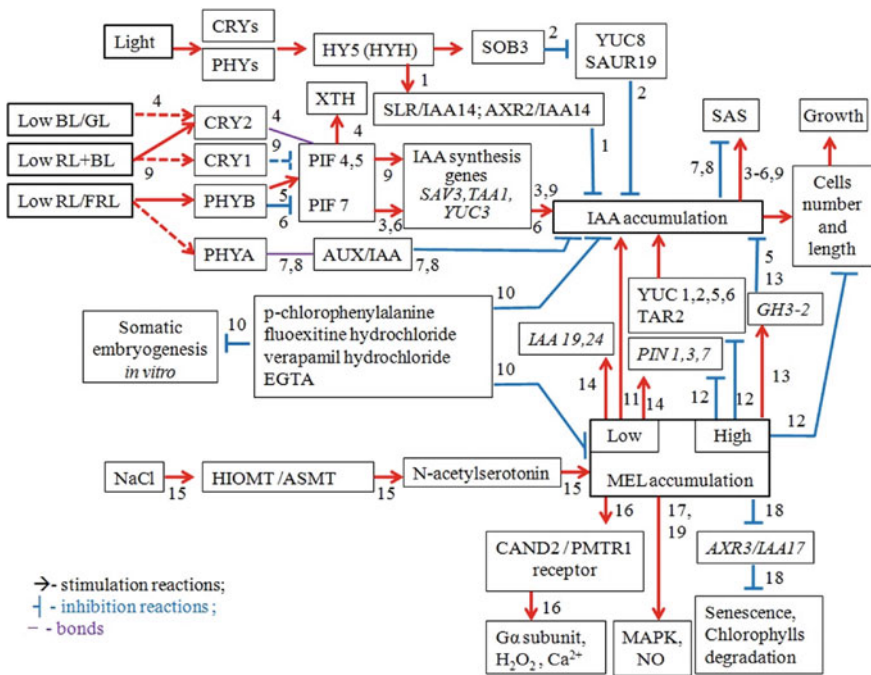 Light
CRYs
PHYs
HY5 (HYH)
SOB3
2
YUC8
SAUR19
1
2
XTH
SLR/IAA14; AXR2/IAA14
SAS
Growth
Low BL/GL
4
CRY2
4
4
1
Low RL+BL
9
CRY1
9
PIF 4,5
PIF 7
9
3,6
IAA synthesis
genes
SAV3,TAA1,
YUC3
3,9
6
7,8
3-6,9
IAA accumulation
Cells
number
and
length
Low RL/FRL
PHYB
5
6
PHYA
7,8
AUX/IAA
7,8
5
13
Somatic
embryogenesis
in vitro
10
p-chlorophenylalanine
fluoexitine hydrochloride
verapamil hydrochloride
EGTA
10
10
IAA 19,24
YUC 1,2,5,6
TAR2
GH3-2
PIN 1,3,7
14
11
14
12
12
13
12
Low
High
MEL accumulation
NaCl
15
HIOMT/ASMT
15
N-acetylserotonin
15
16
17,
19
18
CAND2 / PMTR1
receptor
AXR3/IAA17
16
18
Gα subunit,
H₂O₂, Ca²⁺
MAPK,
NO
Senescence,
Chlorophylls
degradation
- stimulation reactions;
- inhibition reactions ;
- bonds